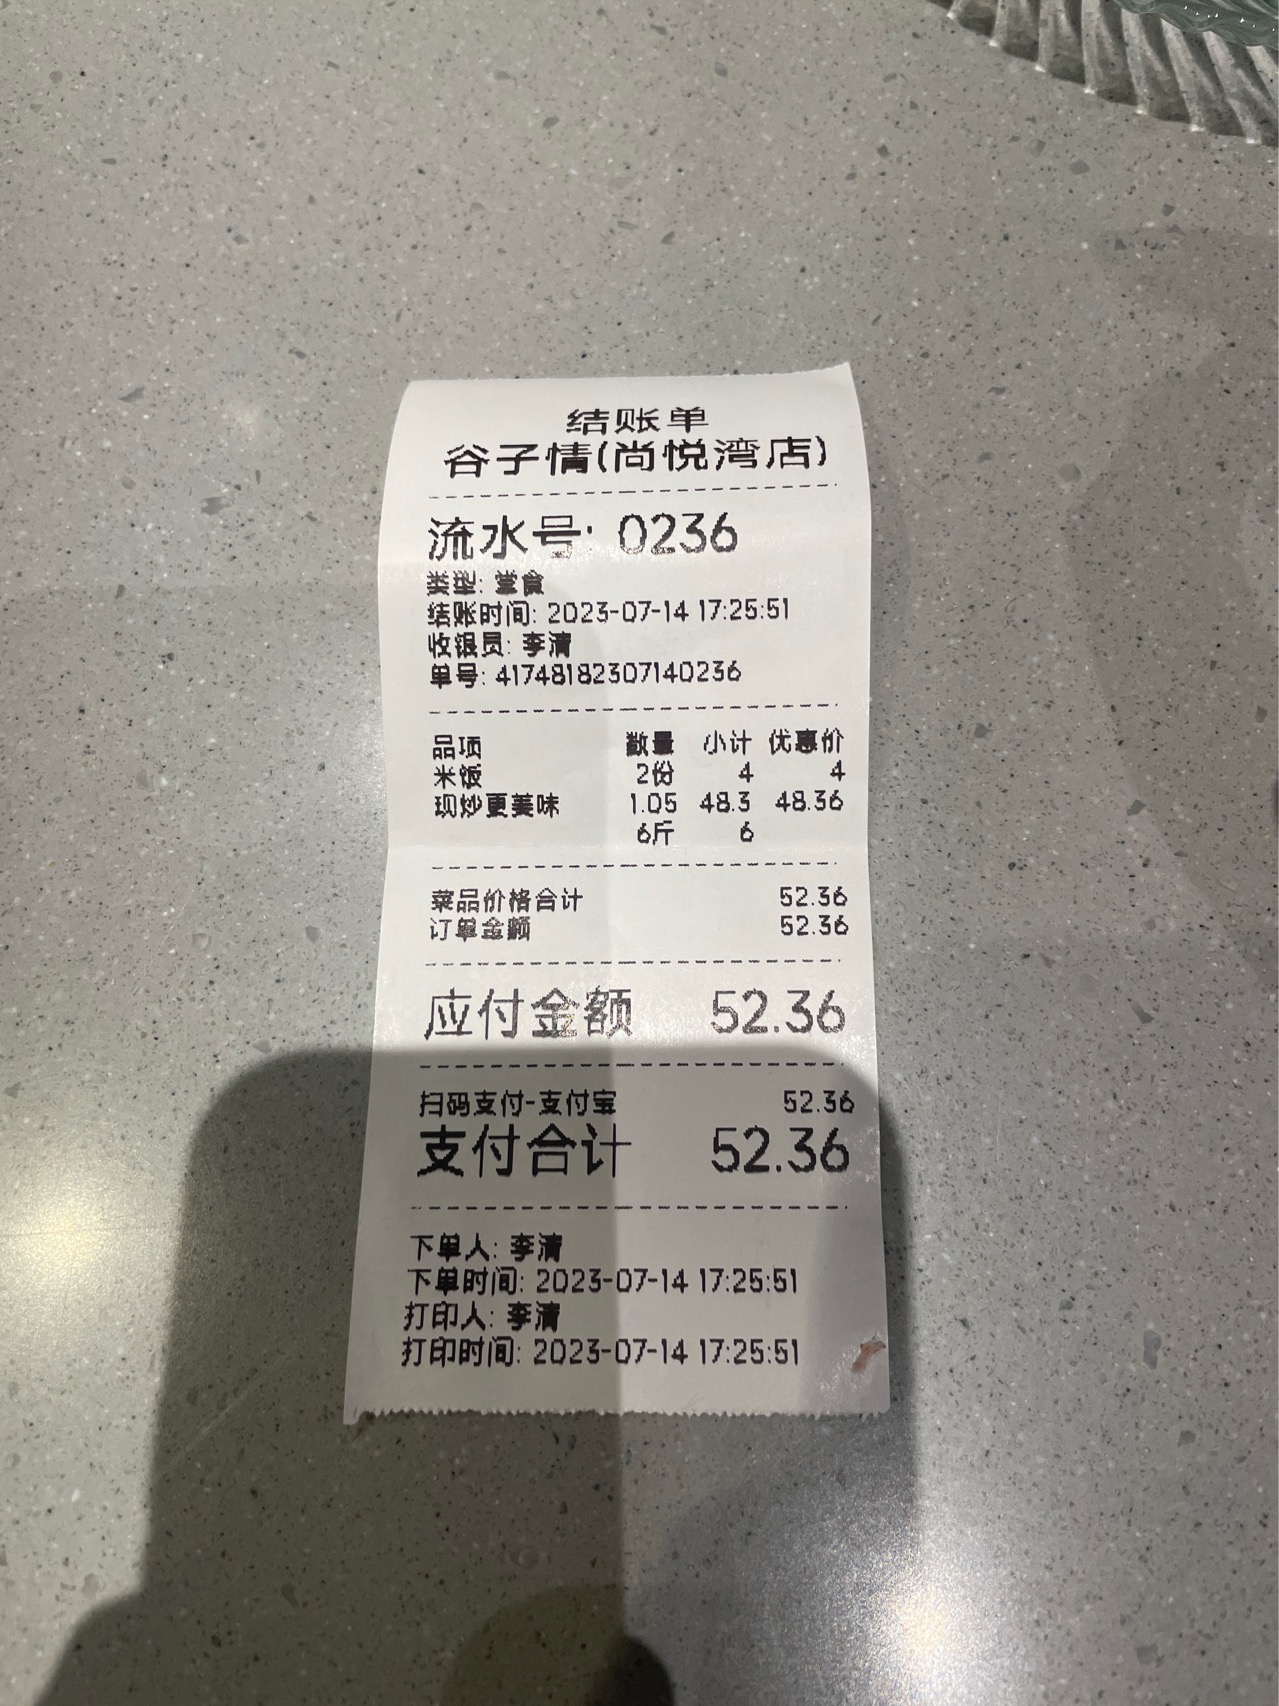 结账单
谷子情(尚悦湾店)
流水号: 0236
类型: 堂食
结账时间: 2023-07-14 17:25:51
收银员: 李清
单号: 41748182307140236
品项 数量 小计 优惠价
米饭 2份 4 4
现炒更美味 1.05 48.3 48.36
6斤 6
菜品价格合计 52.36
订单金额 52.36
应付金额 52.36
扫码支付-支付宝 52.36
支付合计 52.36
下单人: 李清
下单时间: 2023-07-14 17:25:51
打印人: 李清
打印时间: 2023-07-14 17:25:51